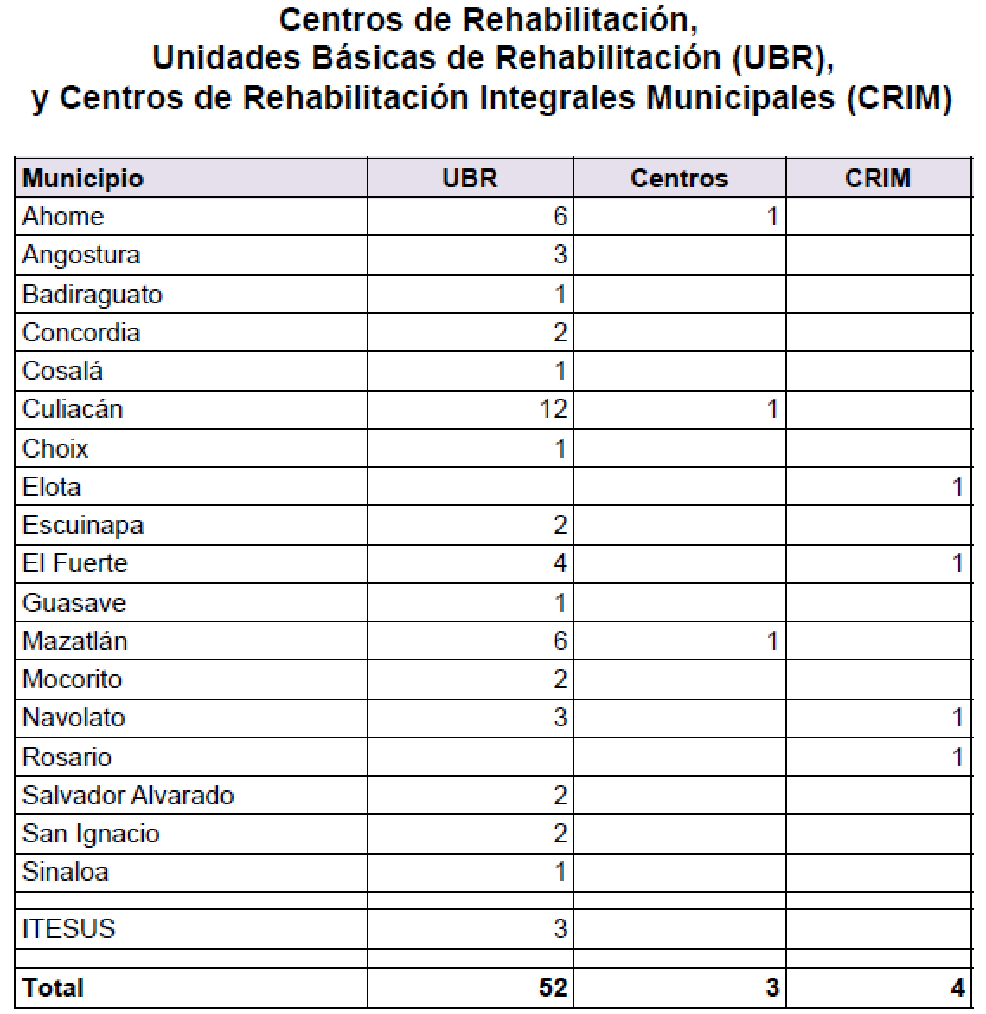 Centros de Rehabilitación,
Unidades Básicas de Rehabilitación (UBR),
y Centros de Rehabilitación Integrales Municipales (CRIM)
Municipio UBR Centros CRIM
Ahome 6 1
Angostura 3
Badiraguato 1
Concordia 2
Cosalá 1
Culiacán 12 1
Choix 1
Elota 1
Escuinapa 2
El Fuerte 4 1
Guasave 1
Mazatlán 6 1
Mocorito 2
Navolato 3 1
Rosario 1
Salvador Alvarado 2
San Ignacio 2
Sinaloa 1
ITESUS 3
Total 52 3 4